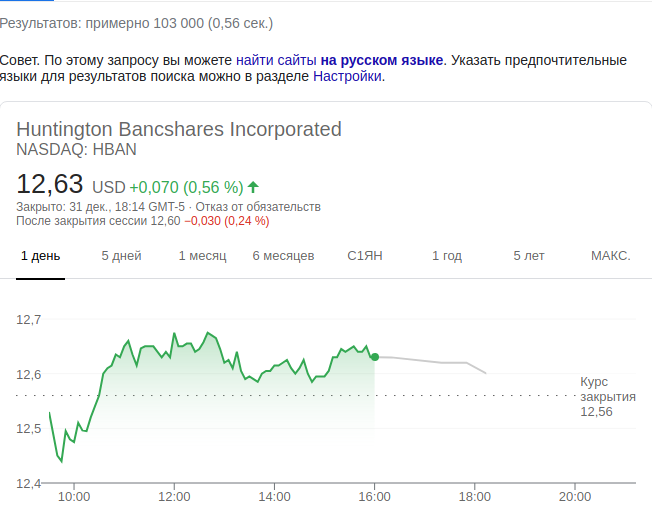 Результатов: примерно 103 000 (0,56 сек.)
Совет. По этому запросу вы можете найти сайты на русском языке. Указать предпочтительные
языки для результатов поиска можно в разделе Настройки.
Huntington Bancshares Incorporated
NASDAQ: HBAN
12,63 USD +0,070 (0,56 %)
Закрыто: 31 дек., 18:14 GMT-5 · Отказ от обязательств
После закрытия сессии 12,60 −0,030 (0,24 %)
1 день 5 дней 1 месяц 6 месяцев С1ЯН 1 год 5 лет МАКС.
12,7
12,6
Курс
закрытия
12,56
12,5
12,4
10:00 12:00 14:00 16:00 18:00 20:00